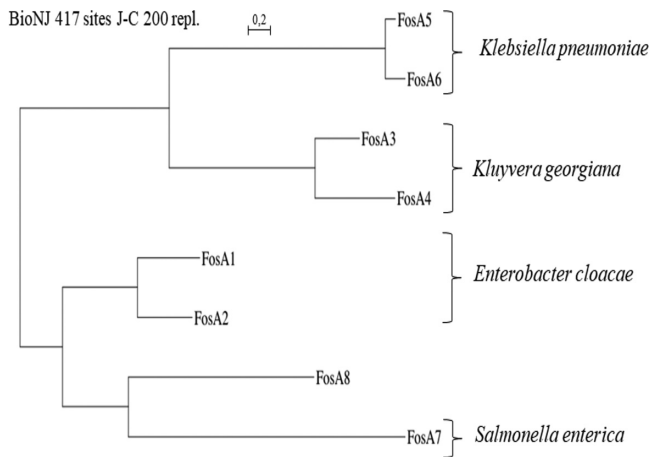 BioNJ 417 sites J-C 200 repl.
0,2
FosA5
Klebsiella pneumoniae
FosA6
FosA3
Kluyvera georgiana
FosA4
FosA1
Enterobacter cloacae
FosA2
FosA8
FosA7
Salmonella enterica